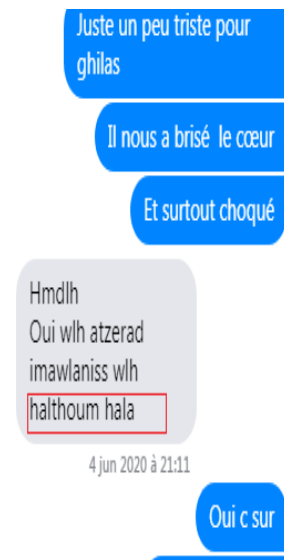 Juste un peu triste pour
ghilas
Il nous a brisé le cœur
Et surtout choqué
Hmdlh
Oui wlh atzerad
imawlaniss wlh
halthoum hala
4 jun 2020 à 21:11
Oui c sur